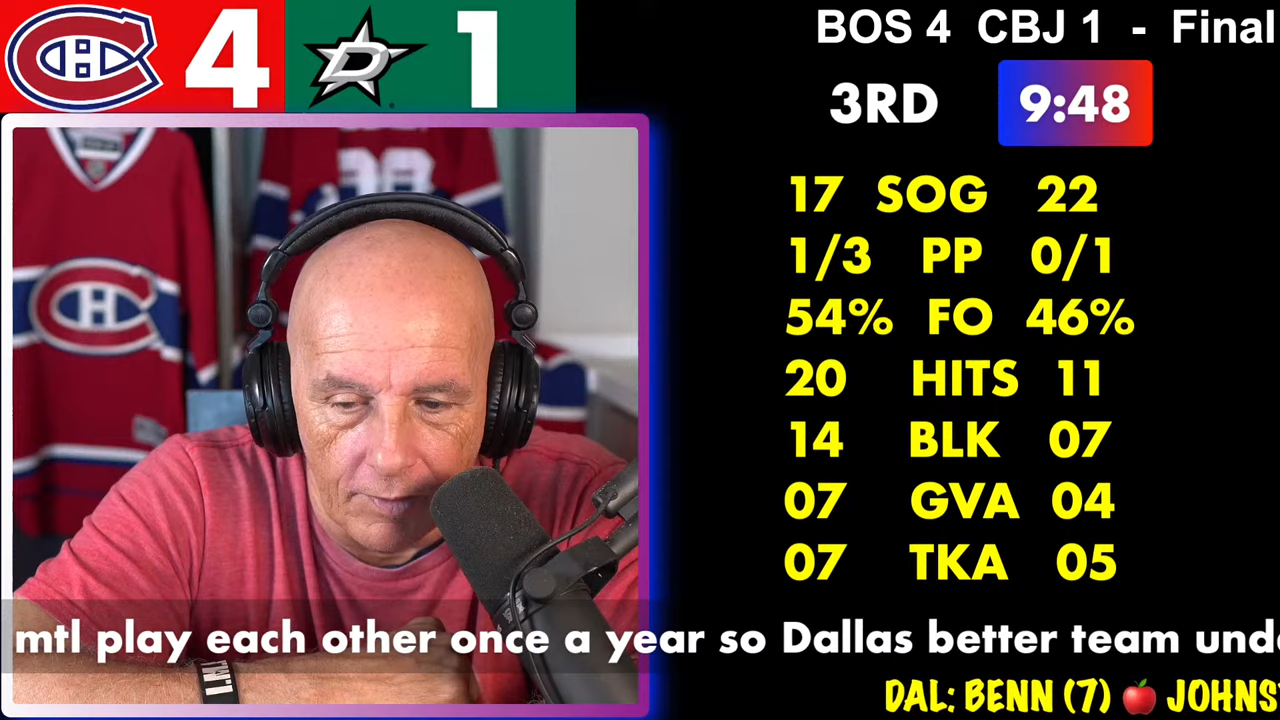 4 1
BOS 4 CBJ 1 - Final
3RD 9:48
17 SOG 22
1/3 PP 0/1
54% FO 46%
20 HITS 11
14 BLK 07
07 GVA 04
07 TKA 05
mtl play each other once a year so Dallas better team und
DAL: BENN (7) 🍎 JOHNS